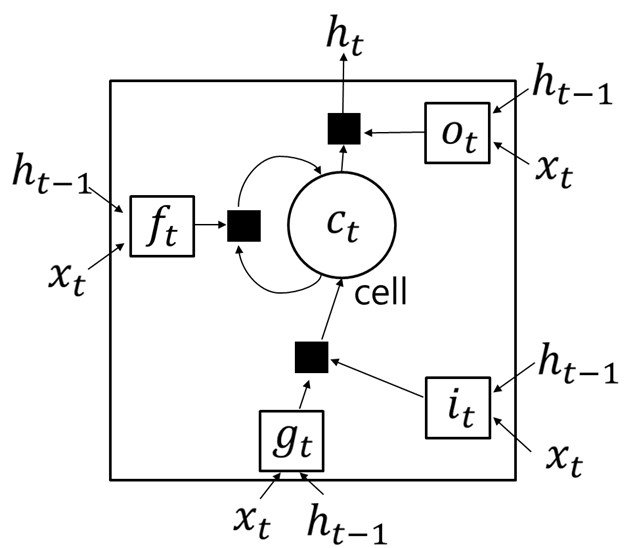 h_t
h_{t-1}
o_t
x_t
h_{t-1}
f_t
c_t
x_t
cell
h_{t-1}
i_t
g_t
x_t
x_t
h_{t-1}